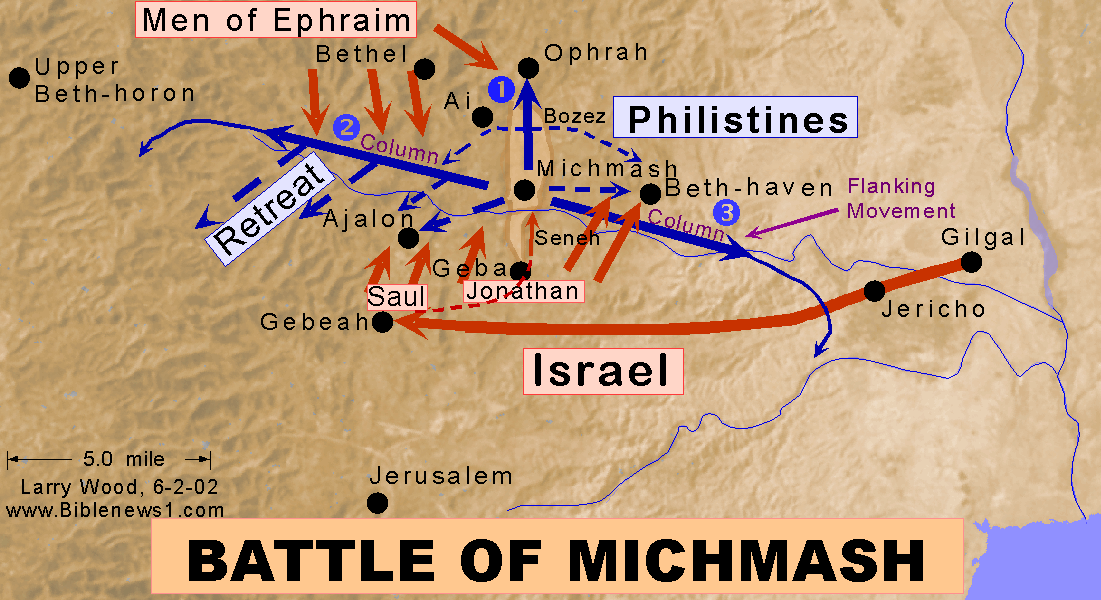 Men of Ephraim
Upper
Beth-horon
Bethel
Ophrah
Ai
1
Bozez
Philistines
2
Column
Michmash
Beth-haven
Flanking
Movement
3
Column
Retreat
Ajalon
Seneh
Gilgal
Geba
Jonathan
Saul
Gebeah
Jericho
Israel
5.0 mile
Larry Wood, 6-2-02
www.Biblenews1.com
Jerusalem
BATTLE OF MICHMASH